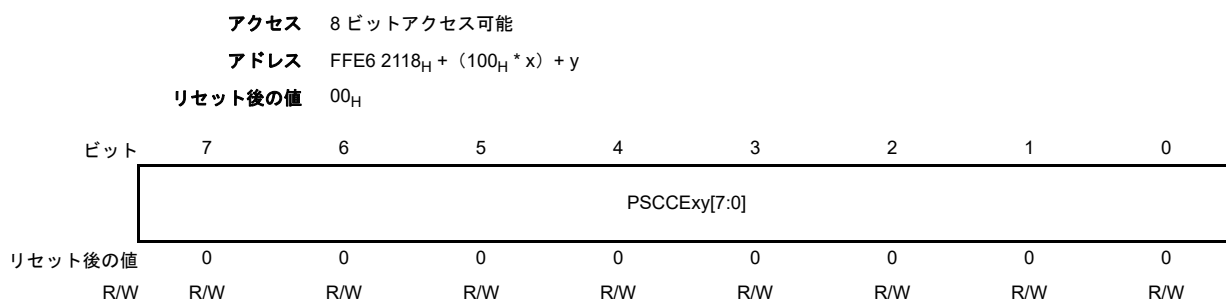 アクセス 8 ビットアクセス可能
アドレス FFE6 2118H + （100H * x）+ y
リセット後の値 00H
ビット 7 6 5 4 3 2 1 0
PSCCExy[7:0]
リセット後の値 0 0 0 0 0 0 0 0
R/W R/W R/W R/W R/W R/W R/W R/W R/W